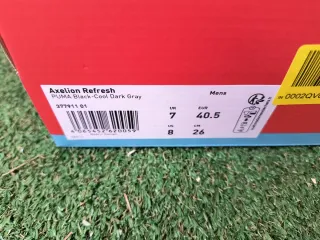 Axelion Refresh
PUMA Black-Cool Dark Gray
377911 01
Mens
UK EUR
7 40.5
US CM
8 26